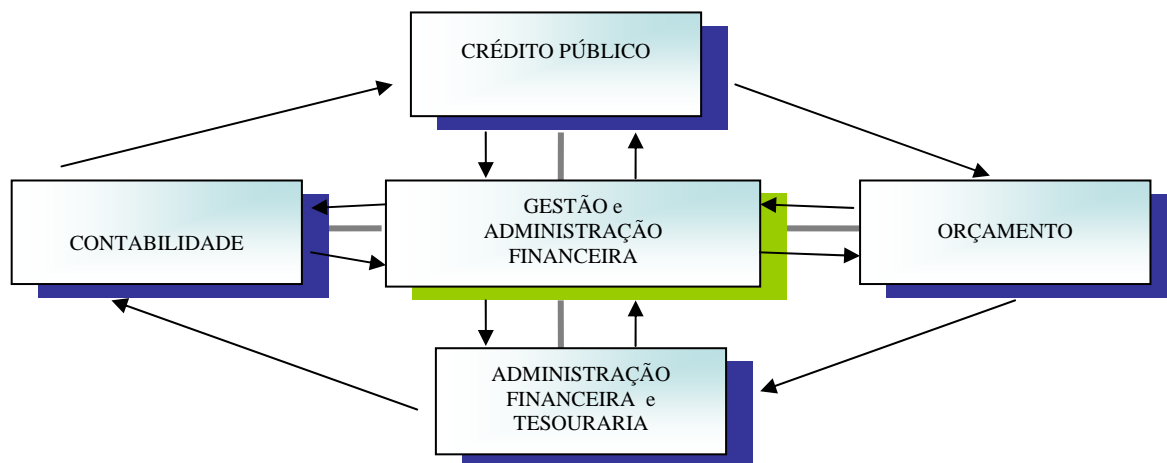 CRÉDITO PÚBLICO
CONTABILIDADE
GESTÃO e
ADMINISTRAÇÃO
FINANCEIRA
ORÇAMENTO
ADMINISTRAÇÃO
FINANCEIRA e
TESOURARIA